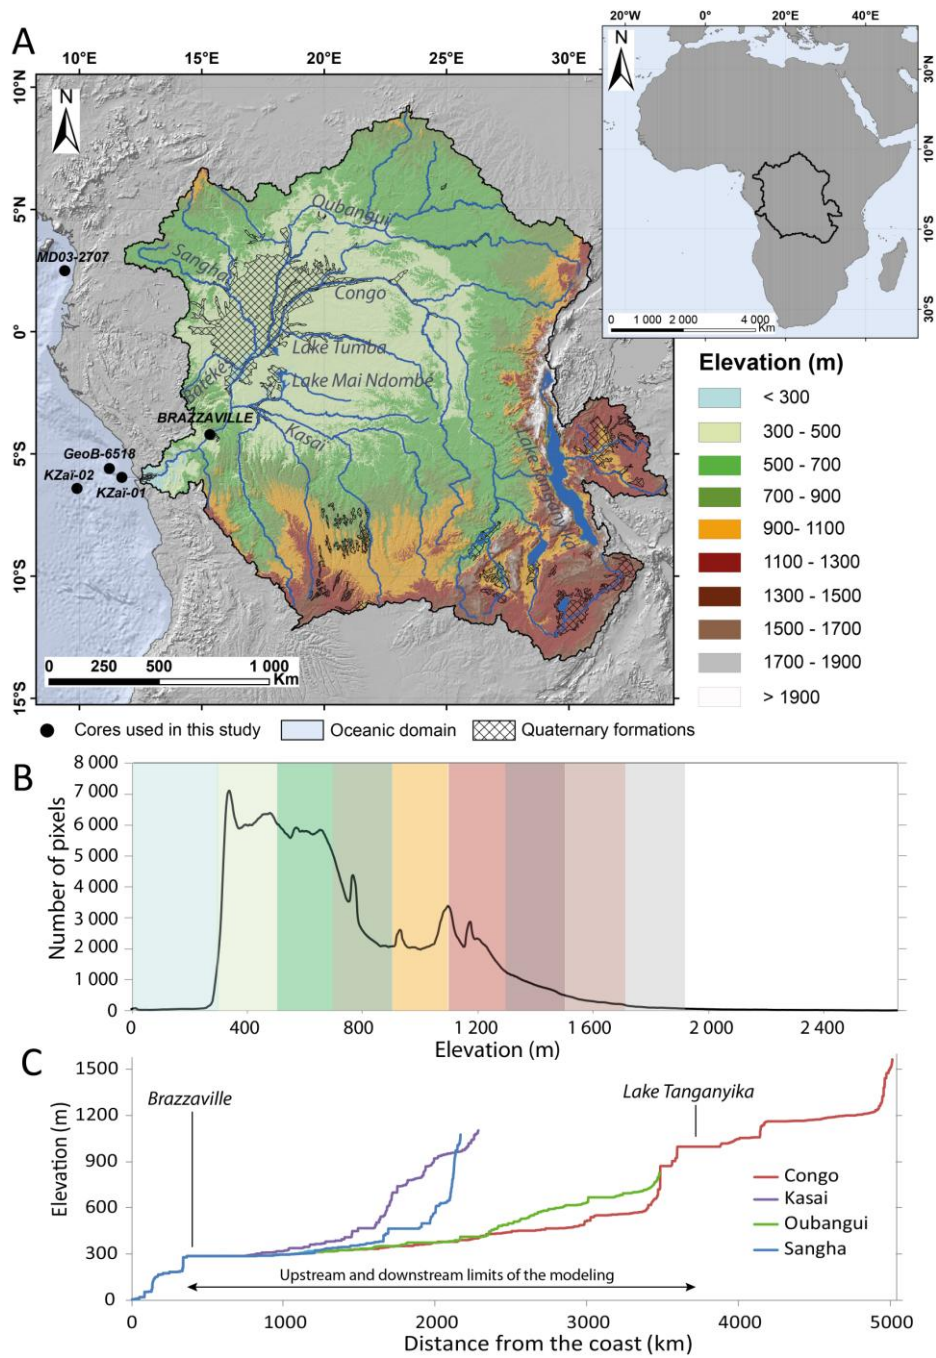 A
10°E
15°E
20°E
25°E
30°E
20°W
0°
20°E
40°E
N
N
10°N
5°N
0°
5°S
10°S
15°S
30°N
10°N
10°S
30°S
Oubangui
Sangha
MD03-2707
Congo
Lake Tumba
Batéké
Lake Mai Ndombé
BRAZZAVILLE
Kasai
Lake Tanganyika
GeoB-6518
KZaï-02
KZaï-01
0 1 000 2 000 4 000
Km
Elevation (m)
< 300
300 - 500
500 - 700
700 - 900
900- 1100
1100 - 1300
1300 - 1500
1500 - 1700
1700 - 1900
> 1900
0 250 500 1 000
Km
Cores used in this study
Oceanic domain
Quaternary formations
B
Number of pixels
8 000
7 000
6 000
5 000
4 000
3 000
2 000
1 000
0
0 400 800 1 200 1 600 2 000 2 400
Elevation (m)
C
Elevation (m)
1500
1200
900
600
300
0
Brazzaville
Lake Tanganyika
Congo
Kasai
Oubangui
Sangha
Upstream and downstream limits of the modeling
0 1000 2000 3000 4000 5000
Distance from the coast (km)